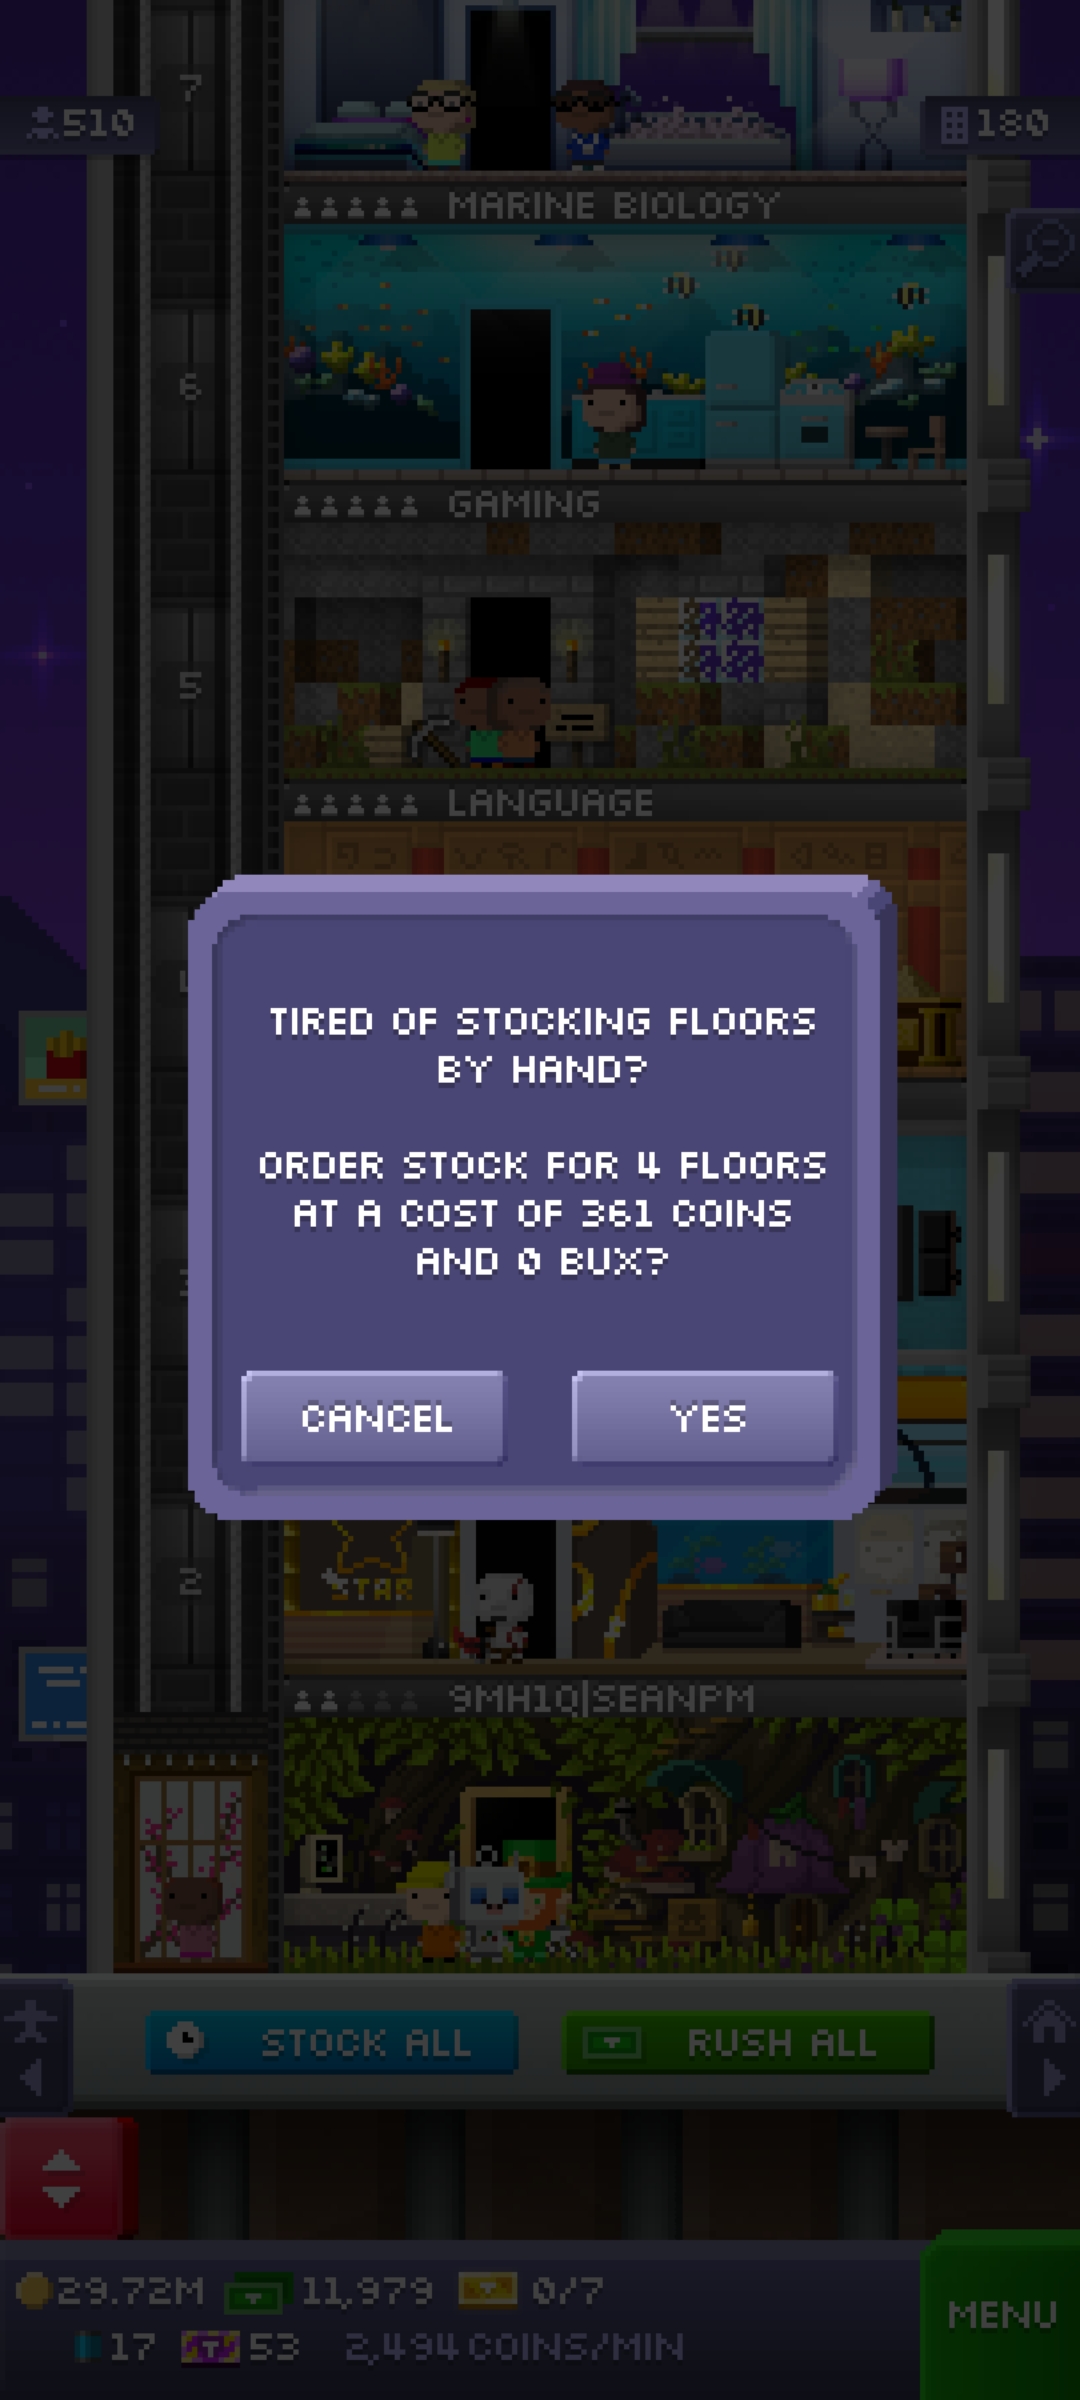 7
510
180
MARINE BIOLOGY
6
GAMING
5
LANGUAGE
TIRED OF STOCKING FLOORS
BY HAND?
ORDER STOCK FOR 4 FLOORS
AT A COST OF 361 COINS
AND 0 BUX?
CANCEL
YES
2
STAR
9MH1Q|SEANPM
STOCK ALL
RUSH ALL
29.72M
11,979
0/7
MENU
17
53
2,494 COINS/MIN